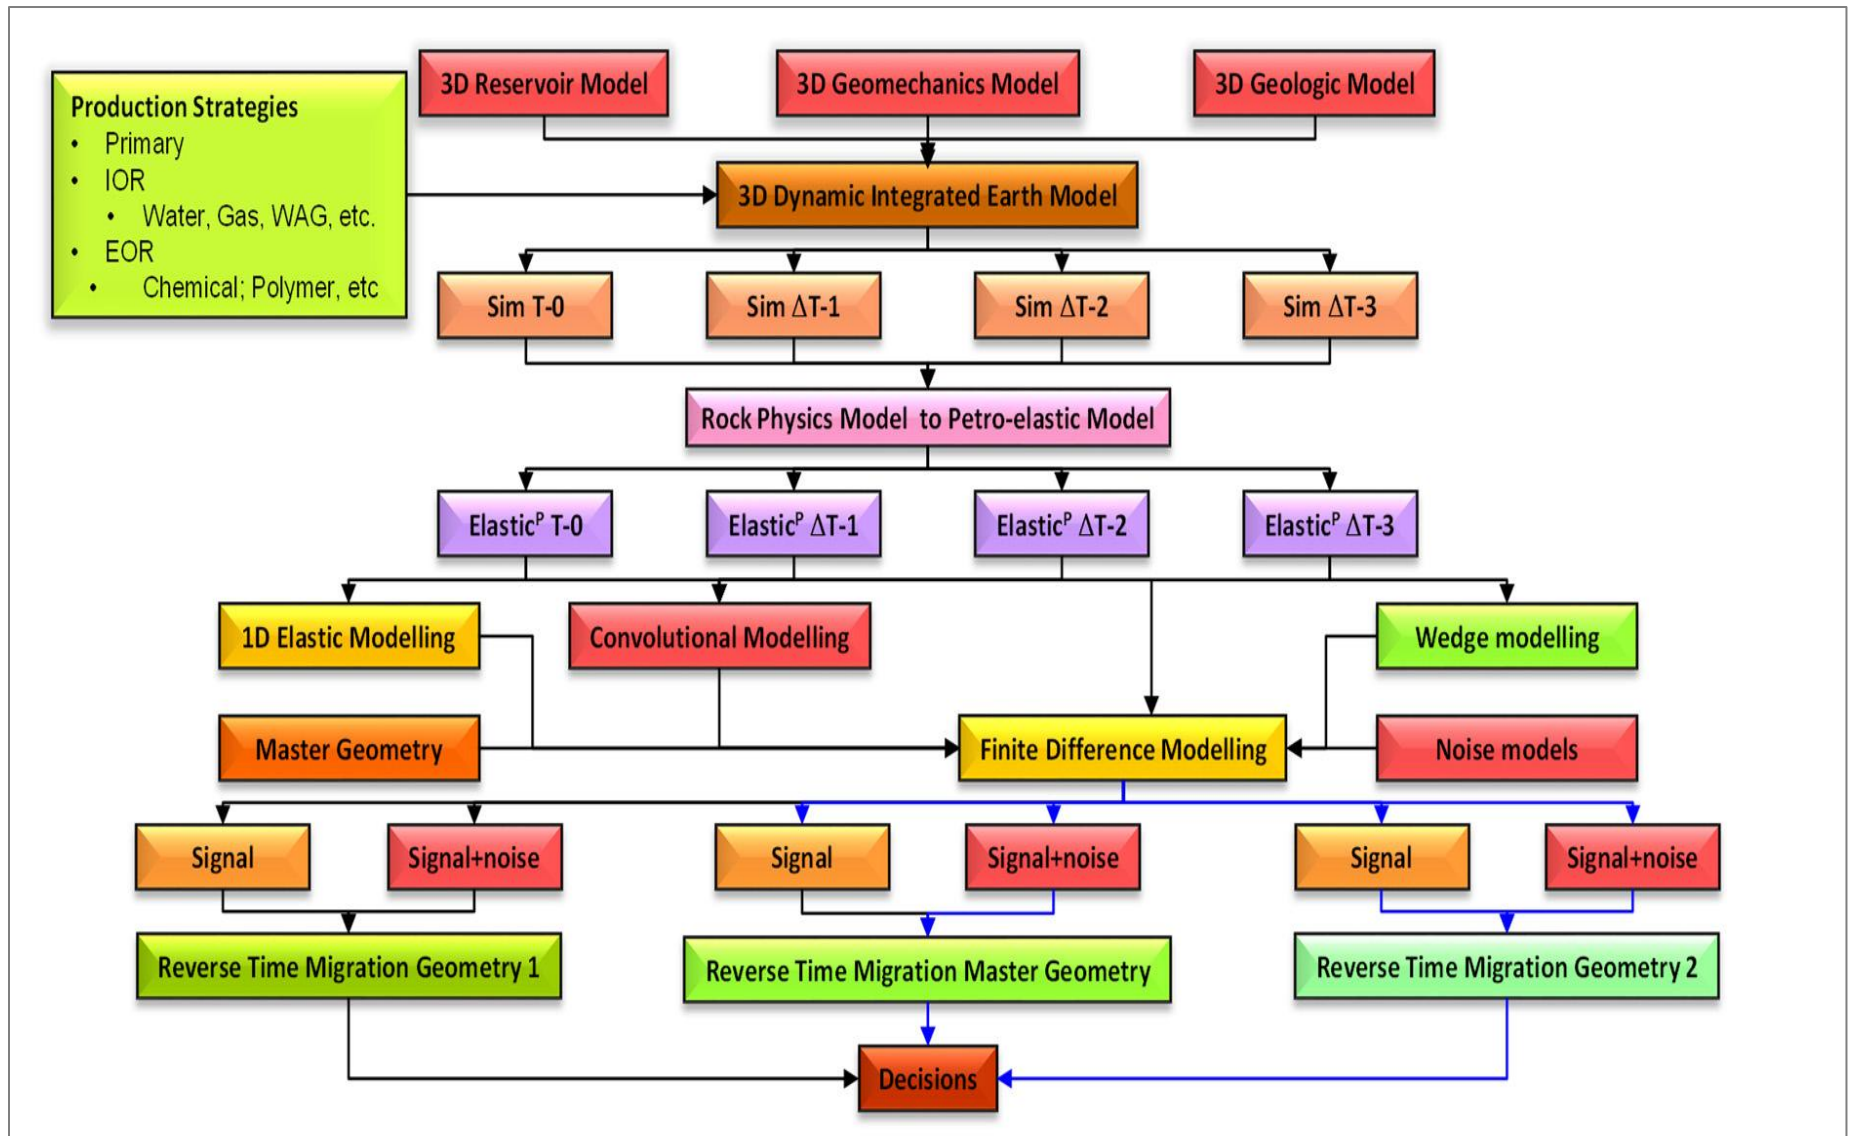 3D Reservoir Model
3D Geomechanics Model
3D Geologic Model
Production Strategies
• Primary
• IOR
• Water, Gas, WAG, etc.
• EOR
• Chemical; Polymer, etc
3D Dynamic Integrated Earth Model
Sim T-0
Sim ΔT-1
Sim ΔT-2
Sim ΔT-3
Rock Physics Model  to Petro-elastic Model
Elasticᴾ T-0
Elasticᴾ ΔT-1
Elasticᴾ ΔT-2
Elasticᴾ ΔT-3
1D Elastic Modelling
Convolutional Modelling
Wedge modelling
Master Geometry
Finite Difference Modelling
Noise models
Signal
Signal+noise
Signal
Signal+noise
Signal
Signal+noise
Reverse Time Migration Geometry 1
Reverse Time Migration Master Geometry
Reverse Time Migration Geometry 2
Decisions